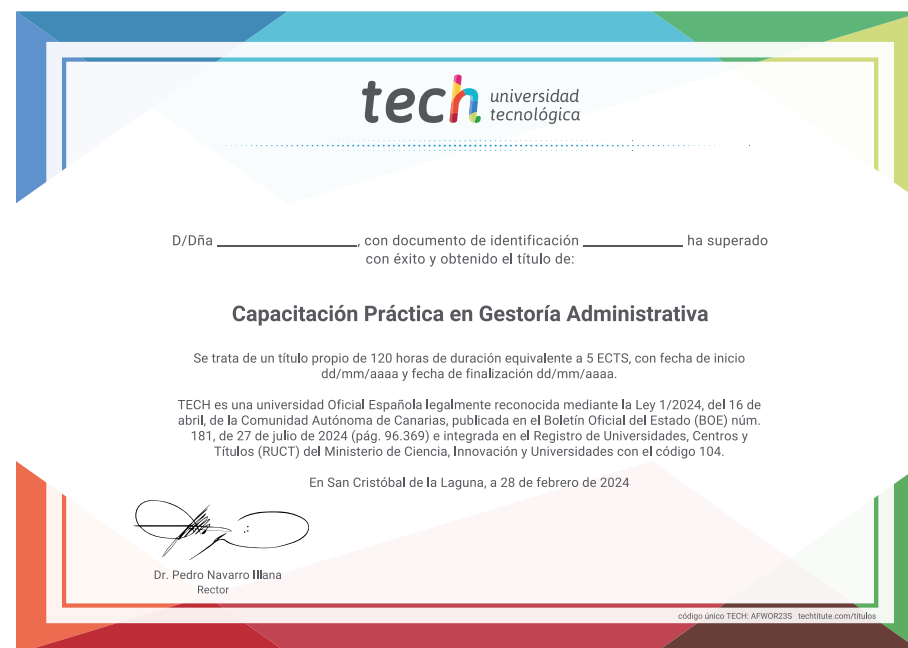 tech universidad
tecnológica
D/Dña ________________, con documento de identificación ____________ ha superado
con éxito y obtenido el título de:
Capacitación Práctica en Gestoría Administrativa
Se trata de un título propio de 120 horas de duración equivalente a 5 ECTS, con fecha de inicio
dd/mm/aaaa y fecha de finalización dd/mm/aaaa.
TECH es una universidad Oficial Española legalmente reconocida mediante la Ley 1/2024, del 16 de
abril, de la Comunidad Autónoma de Canarias, publicada en el Boletín Oficial del Estado (BOE) núm.
181, de 27 de julio de 2024 (pág. 96.369) e integrada en el Registro de Universidades, Centros y
Títulos (RUCT) del Ministerio de Ciencia, Innovación y Universidades con el código 104.
En San Cristóbal de la Laguna, a 28 de febrero de 2024
Dr. Pedro Navarro Illana
Rector
código único TECH: AFWOR23S techtitute.com/titulos